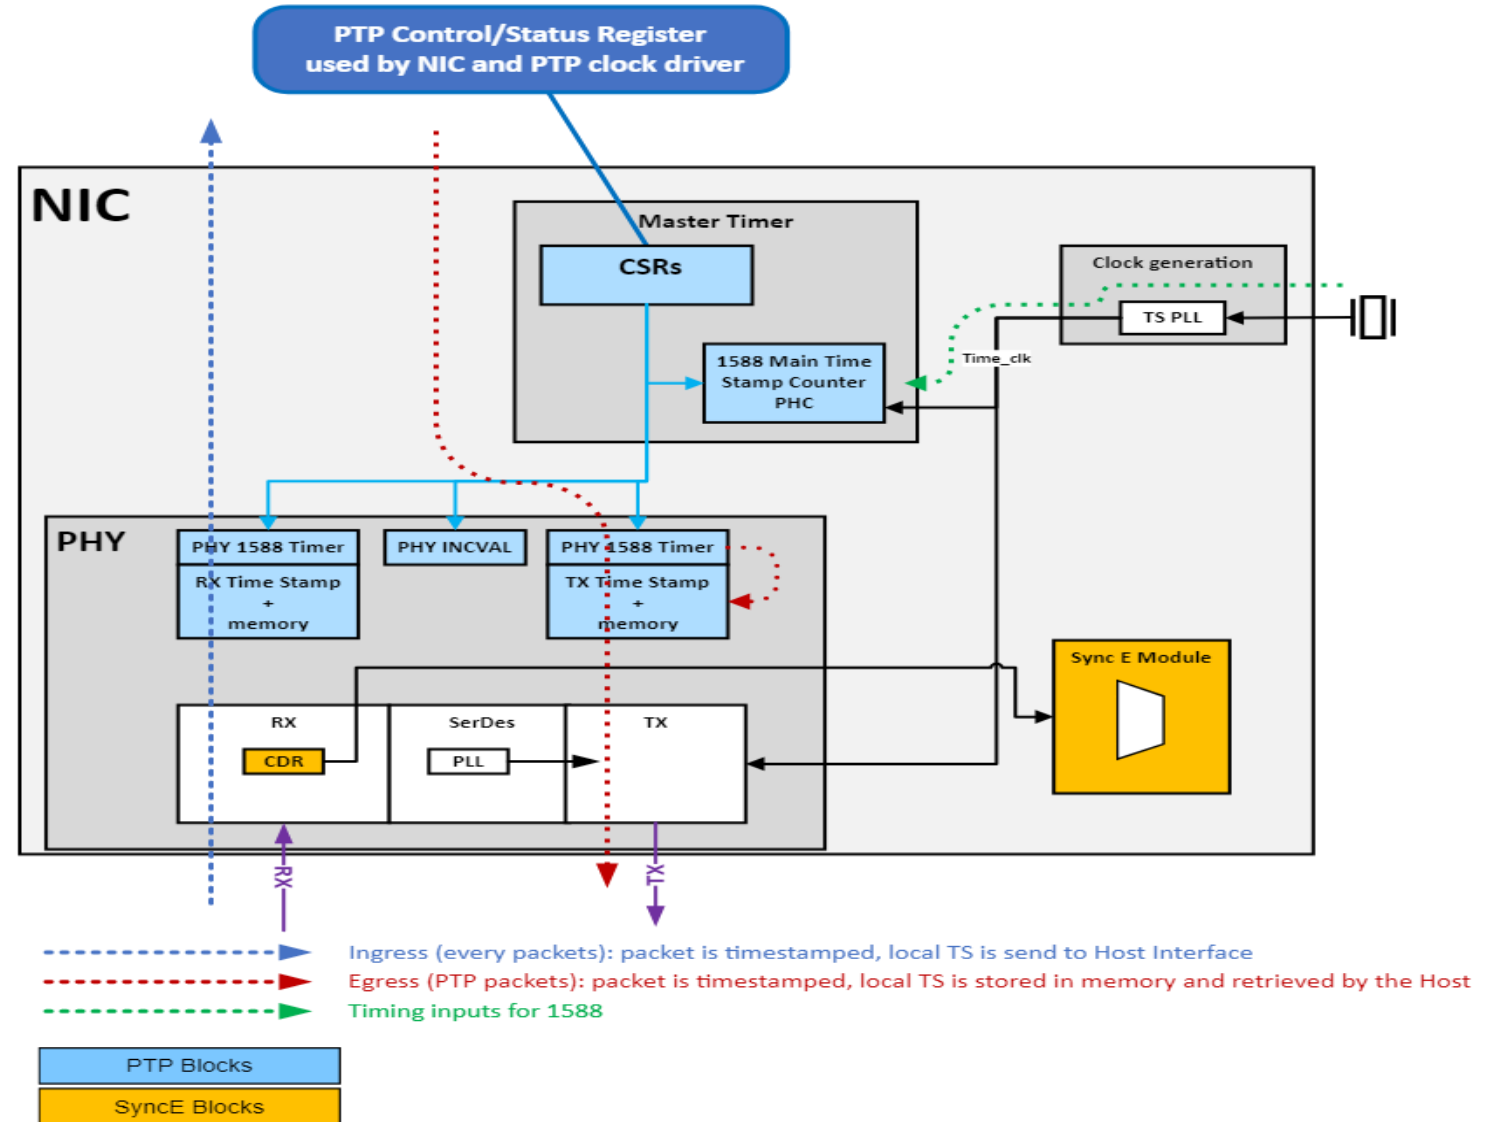 PTP Control/Status Register
used by NIC and PTP clock driver
NIC
Master Timer
CSRs
Clock generation
TS PLL
1588 Main Time
Stamp Counter
PHC
Time_clk
PHY
PHY 1588 Timer
RX Time Stamp
+
memory
PHY INCVAL
PHY 1588 Timer
TX Time Stamp
+
memory
Sync E Module
RX
SerDes
TX
CDR
PLL
RX
TX
Ingress (every packets): packet is timestamped, local TS is send to Host Interface
Egress (PTP packets): packet is timestamped, local TS is stored in memory and retrieved by the Host
Timing inputs for 1588
PTP Blocks
SyncE Blocks